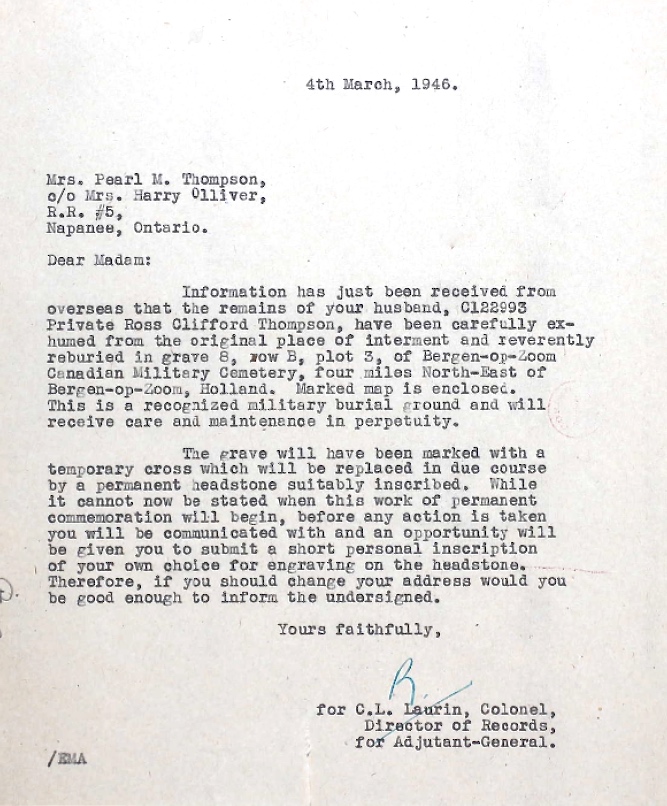 4th March, 1946.
Mrs. Pearl M. Thompson,
c/o Mrs. Harry Olliver,
R.R. #5,
Napanee, Ontario.
Dear Madam:
Information has just been received from
overseas that the remains of your husband, C122993
Private Ross Clifford Thompson, have been carefully ex-
humed from the original place of interment and reverently
reburied in grave 8, row B, plot 3, of Bergen-op-Zoom
Canadian Military Cemetery, four miles North-East of
Bergen-op-Zoom, Holland. Marked map is enclosed.
This is a recognized military burial ground and will
receive care and maintenance in perpetuity.
The grave will have been marked with a
temporary cross which will be replaced in due course
by a permanent headstone suitably inscribed. While
it cannot now be stated when this work of permanent
commemoration will begin, before any action is taken
you will be communicated with and an opportunity will
be given you to submit a short personal inscription
of your own choice for engraving on the headstone.
Therefore, if you should change your address would you
be good enough to inform the undersigned.
Yours faithfully,
for C.L. Laurin, Colonel,
Director of Records,
for Adjutant-General.
/EMA